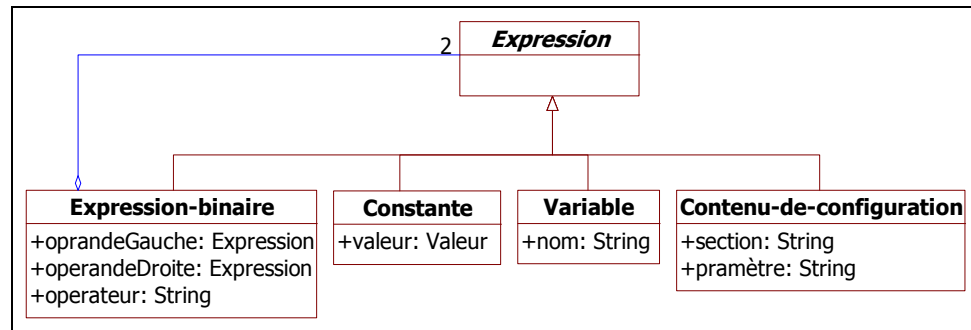 2
Expression
Expression-binaire
+oprandeGauche: Expression
+operandeDroite: Expression
+operateur: String
Constante
+valeur: Valeur
Variable
+nom: String
Contenu-de-configuration
+section: String
+pramètre: String